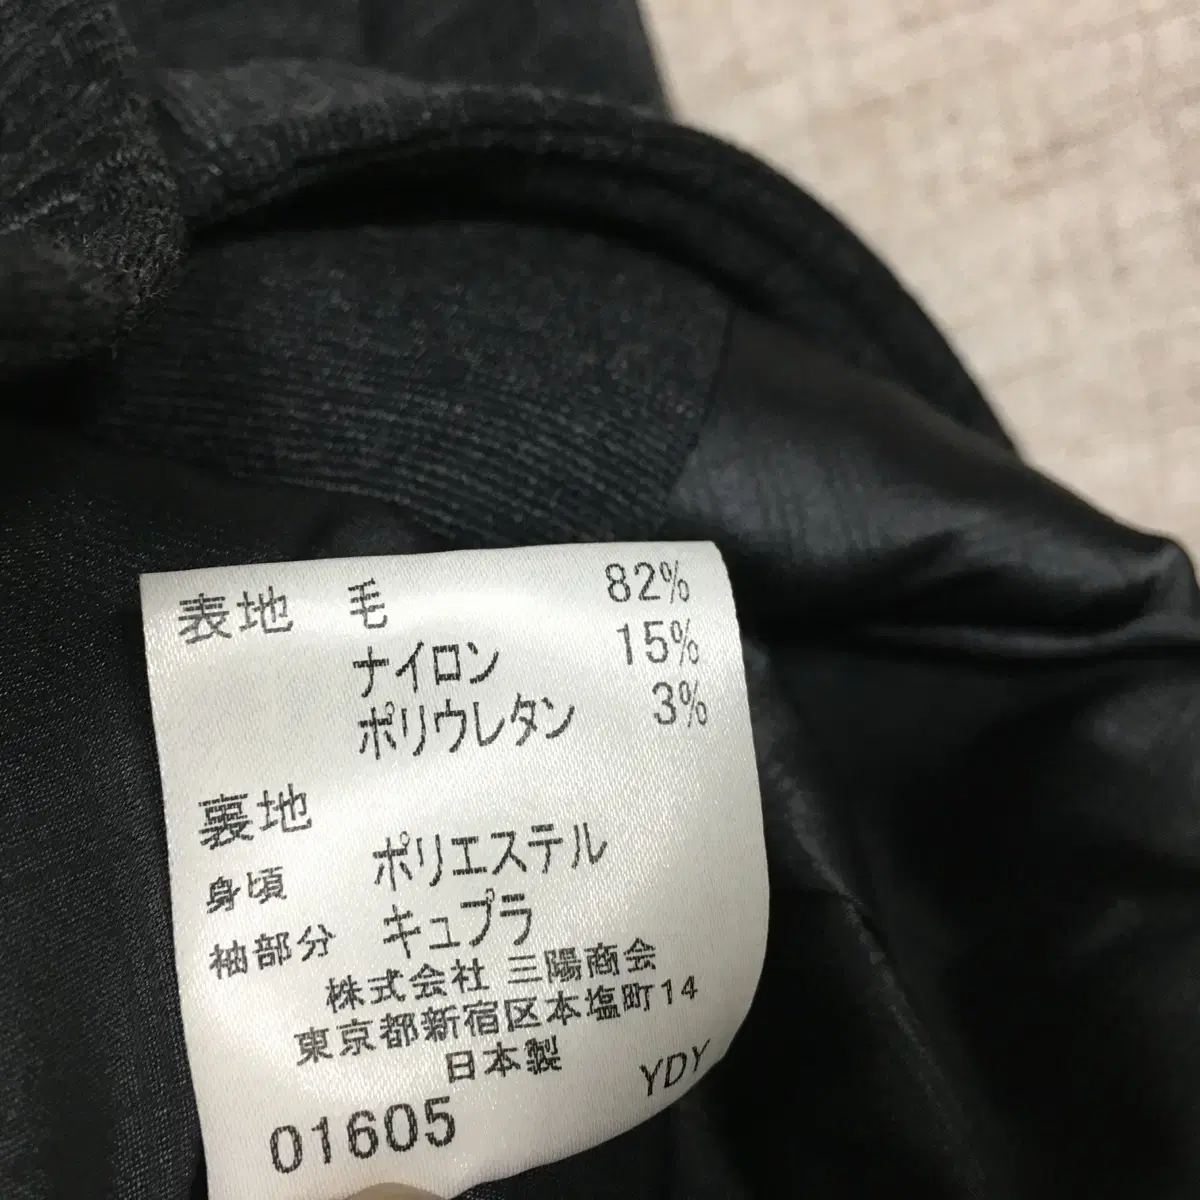 表地 毛 82%
ナイロン 15%
ポリウレタン 3%
裏地
身頃 ポリエステル
袖部分 キュプラ
株式会社 三陽商会
東京都新宿区本塩町14
日本製
YDY
01605